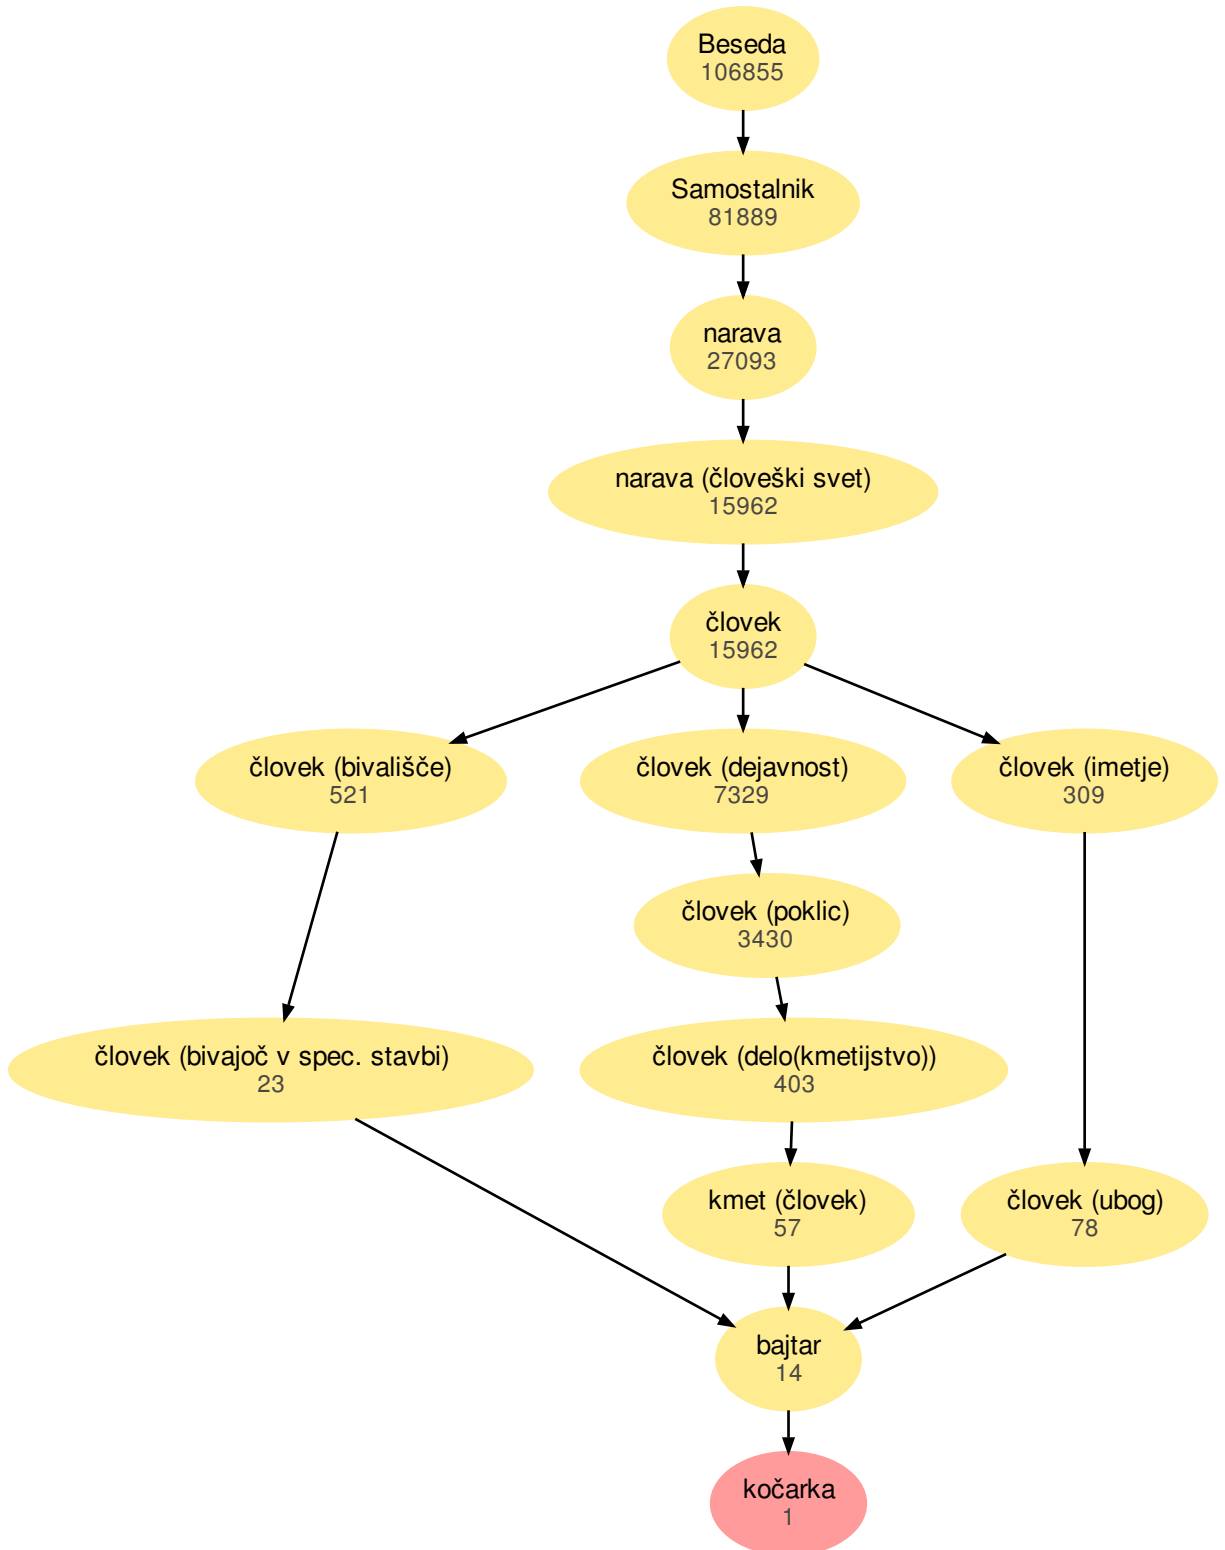 Beseda
106855
Samostalnik
81889
narava
27093
narava (človeški svet)
15962
človek
15962
človek (bivališče)
521
človek (dejavnost)
7329
človek (imetje)
309
človek (poklic)
3430
človek (bivajoč v spec. stavbi)
23
človek (delo(kmetijstvo))
403
kmet (človek)
57
človek (ubog)
78
bajtar
14
kočarka
1